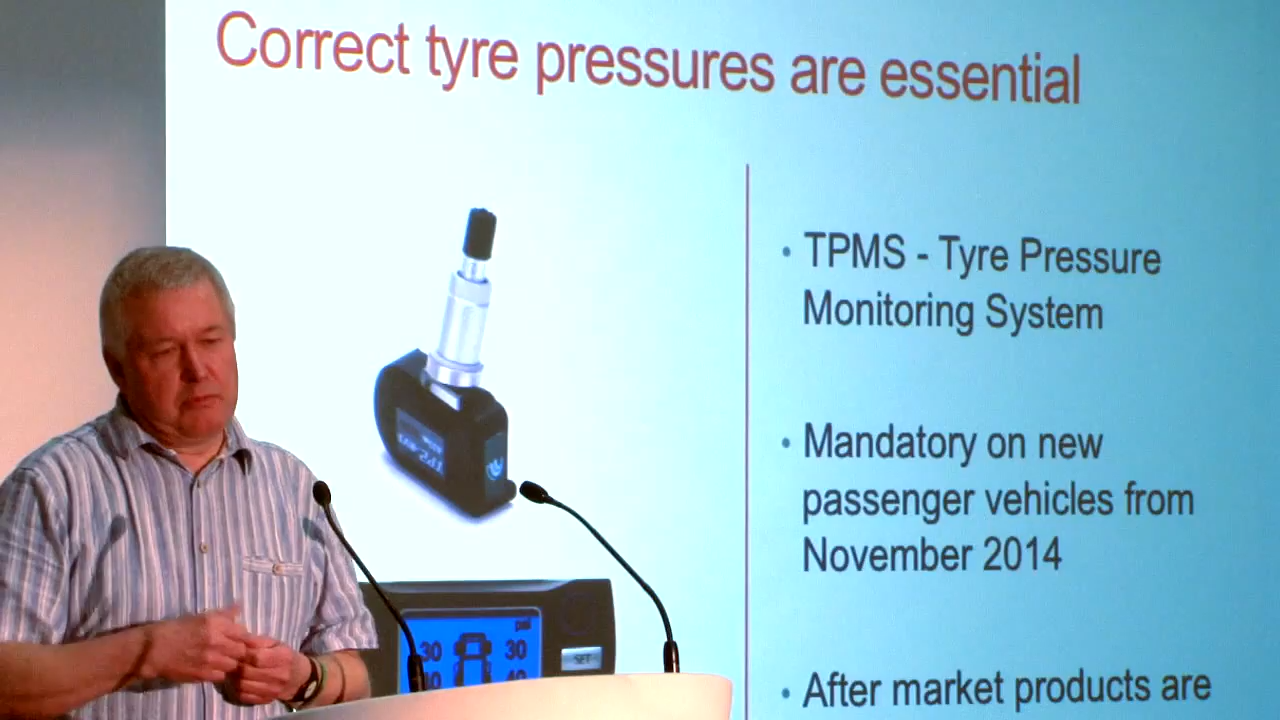 Correct tyre pressures are essential
• TPMS - Tyre Pressure
Monitoring System
• Mandatory on new
passenger vehicles from
November 2014
• After market products are
psi
30 30
SET